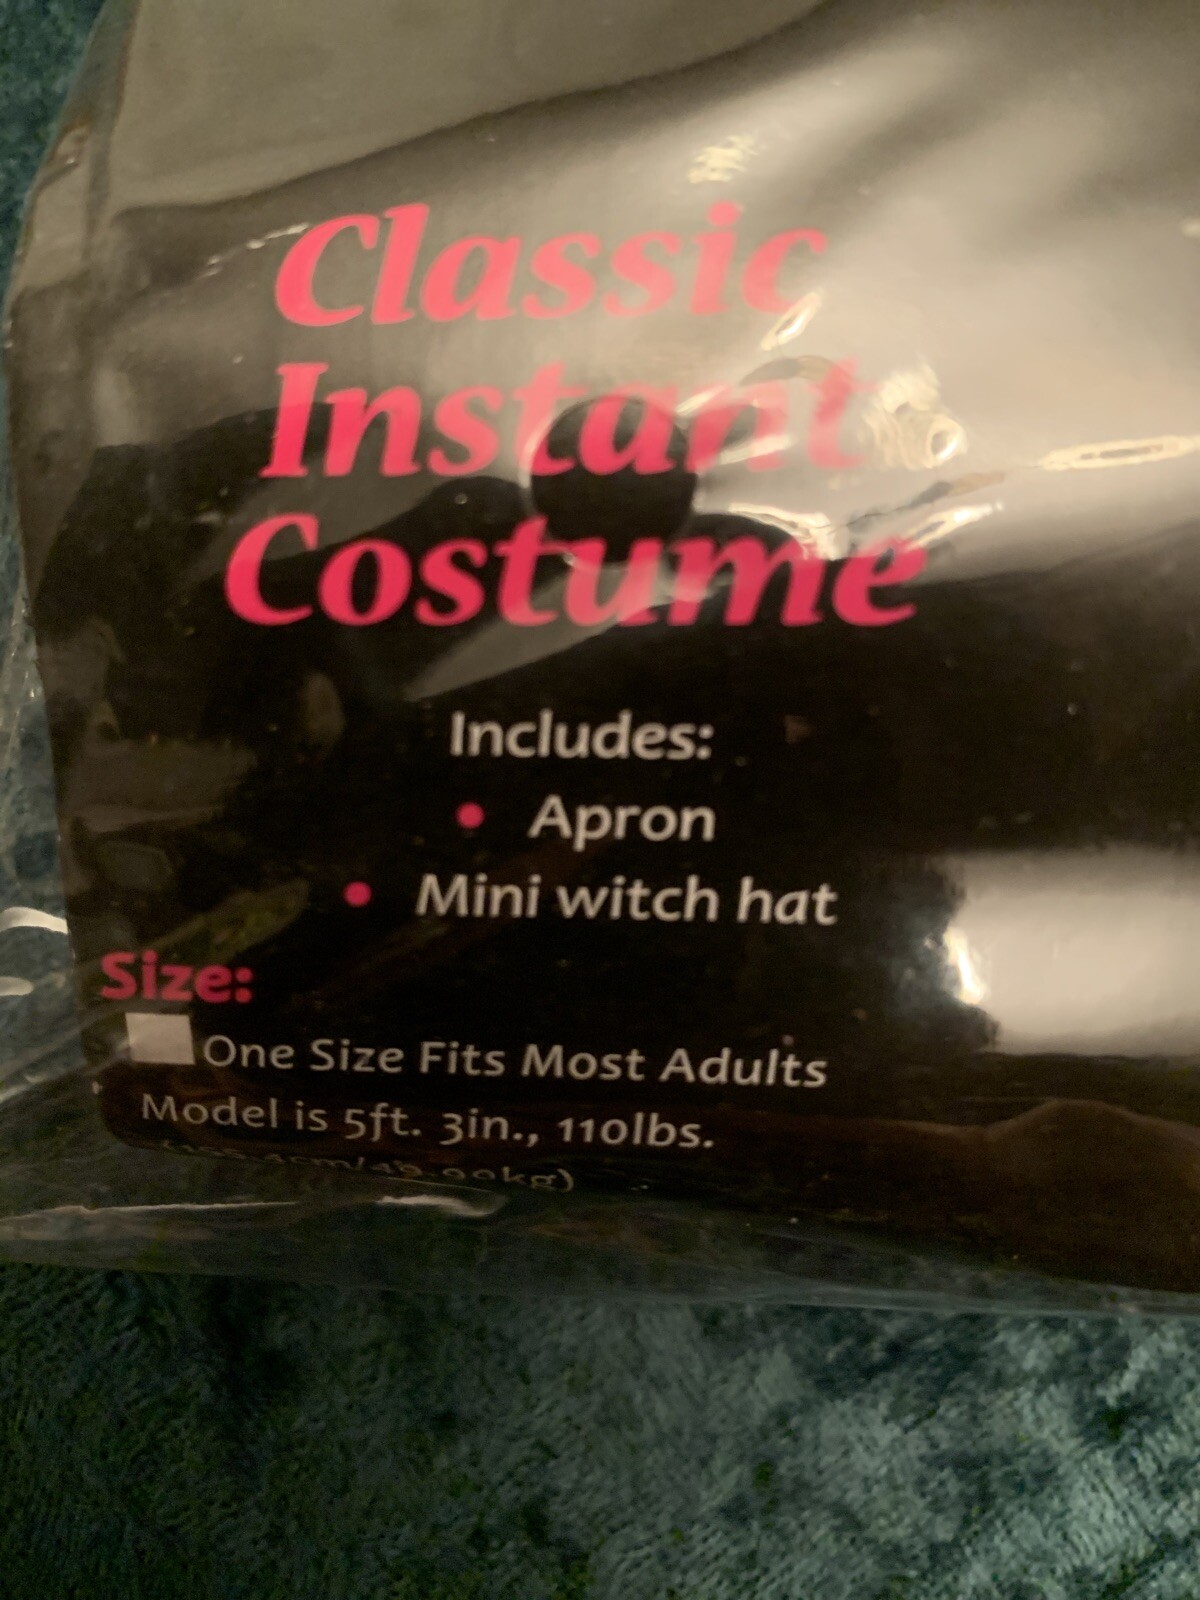 Classic
Instant
Costume
Includes:
• Apron
• Mini witch hat
Size:
One Size Fits Most Adults
Model is 5ft. 3in., 110lbs.